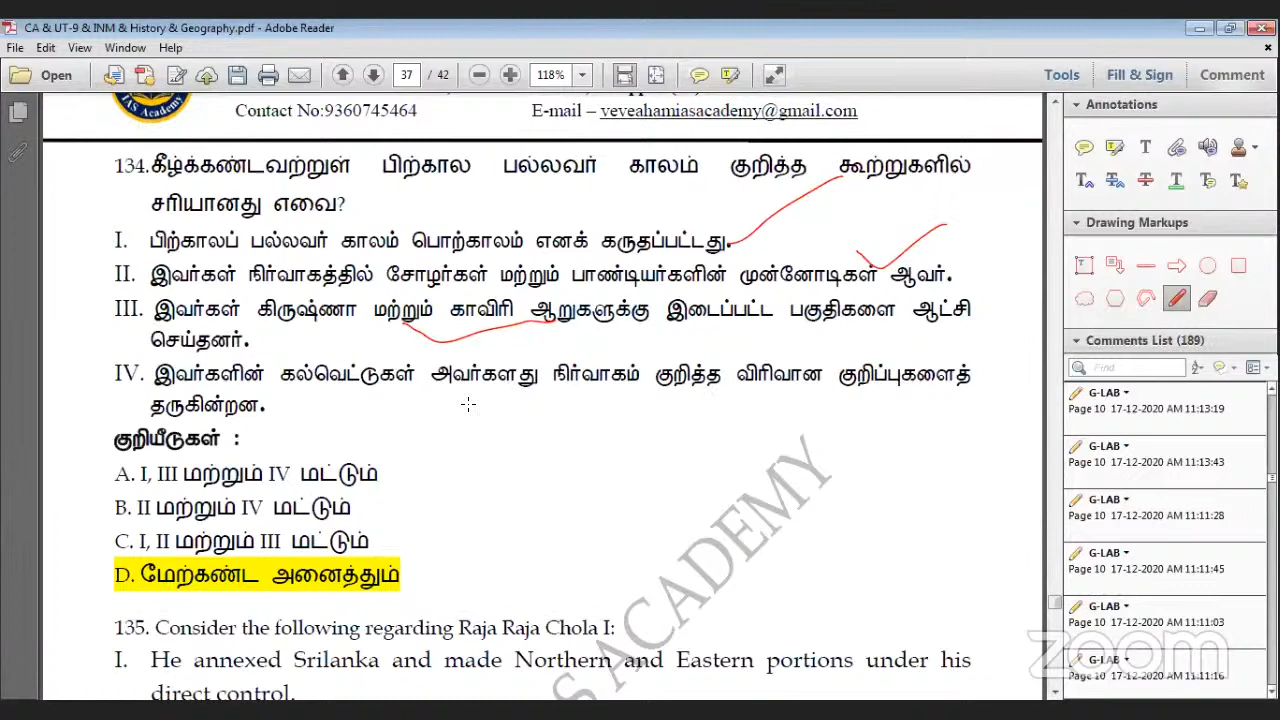 CA & UT-9 & INM & History & Geography.pdf - Adobe Reader
File Edit View Window Help
Open 37 / 42 118% Tools Fill & Sign Comment
IAS Academy
Contact No:9360745464 E-mail – veveahamiasacademy@gmail.com
134.கீழ்க்கண்டவற்றுள் பிற்கால பல்லவர் காலம் குறித்த கூற்றுகளில்
சரியானது எவை?
I. பிற்காலப் பல்லவர் காலம் பொற்காலம் எனக் கருதப்பட்டது.
II. இவர்கள் நிர்வாகத்தில் சோழர்கள் மற்றும் பாண்டியர்களின் முன்னோடிகள் ஆவர்.
III. இவர்கள் கிருஷ்ணா மற்றும் காவிரி ஆறுகளுக்கு இடைப்பட்ட பகுதிகளை ஆட்சி
செய்தனர்.
IV. இவர்களின் கல்வெட்டுகள் அவர்களது நிர்வாகம் குறித்த விரிவான குறிப்புகளைத்
தருகின்றன.
குறியீடுகள் :
A. I, III மற்றும் IV மட்டும்
B. II மற்றும் IV மட்டும்
C. I, II மற்றும் III மட்டும்
D. மேற்கண்ட அனைத்தும்
135. Consider the following regarding Raja Raja Chola I:
I. He annexed Srilanka and made Northern and Eastern portions under his
direct control.
S ACADEMY
Annotations
Drawing Markups
Comments List (189)
Find
G-LAB
Page 10 17-12-2020 AM 11:13:19
G-LAB
Page 10 17-12-2020 AM 11:13:43
G-LAB
Page 10 17-12-2020 AM 11:11:28
G-LAB
Page 10 17-12-2020 AM 11:11:45
G-LAB
Page 10 17-12-2020 AM 11:11:03
G-LAB
Page 10 17-12-2020 AM 11:11:16
zoom